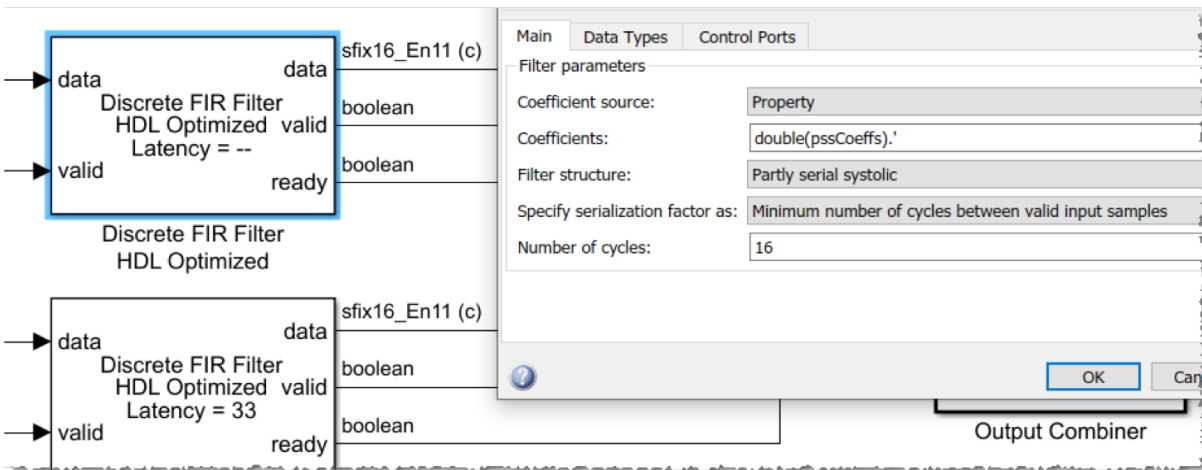 data
valid
Discrete FIR Filter
HDL Optimized
Latency = --
data
valid
ready
sfix16_En11 (c)
boolean
boolean
Discrete FIR Filter
HDL Optimized
data
valid
Discrete FIR Filter
HDL Optimized
Latency = 33
data
valid
ready
sfix16_En11 (c)
boolean
boolean
Main Data Types Control Ports
Filter parameters
Coefficient source: Property
Coefficients: double(pssCoeffs).'
Filter structure: Partly serial systolic
Specify serialization factor as: Minimum number of cycles between valid input samples
Number of cycles: 16
OK
Output Combiner